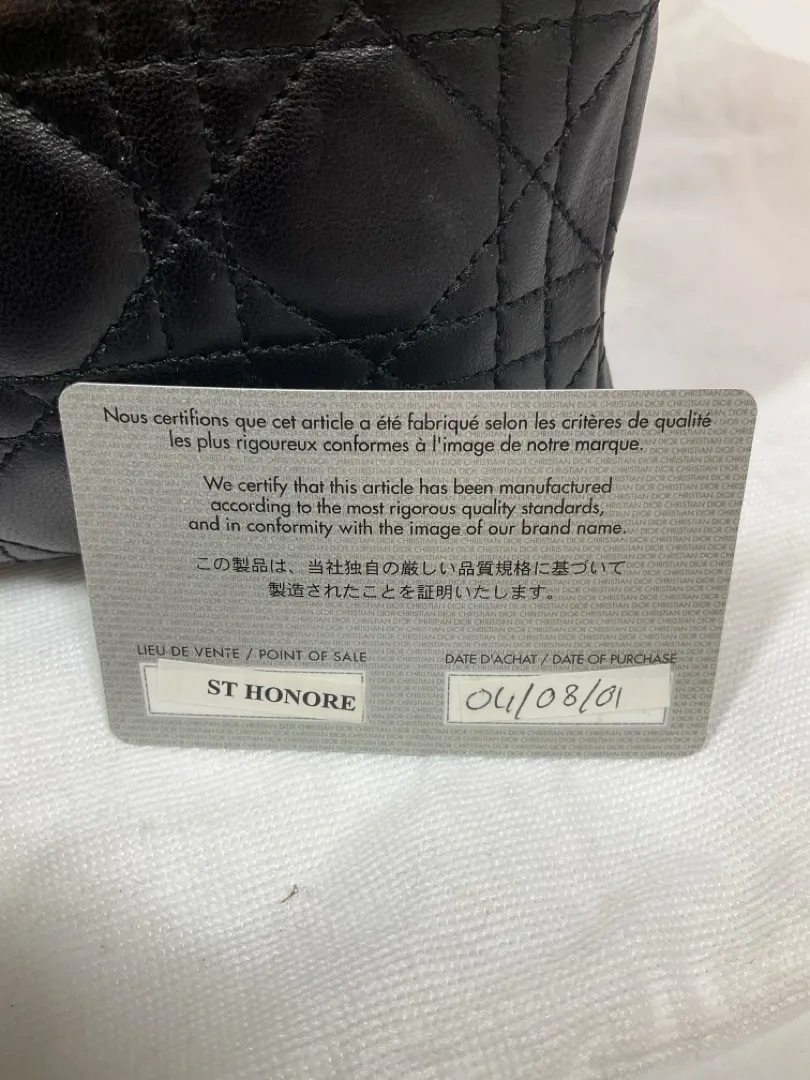 Nous certifions que cet article a été fabriqué selon les critères de qualité
les plus rigoureux conformes à l'image de notre marque.
We certify that this article has been manufactured
according to the most rigorous quality standards,
and in conformity with the image of our brand name.
この製品は、当社独自の厳しい品質規格に基づいて
製造されたことを証明いたします。
LIEU DE VENTE / POINT OF SALE
DATE D'ACHAT / DATE OF PURCHASE
ST HONORE
04/08/01